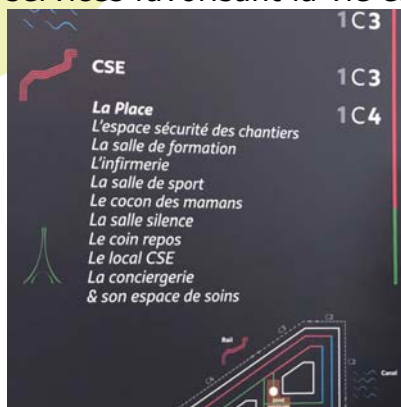 1C3
CSE
1C3
La Place
1C4
L'espace sécurité des chantiers
La salle de formation
L'infirmerie
La salle de sport
Le cocon des mamans
La salle silence
Le coin repos
Le local CSE
La conciergerie
& son espace de soins
Rail
Canal